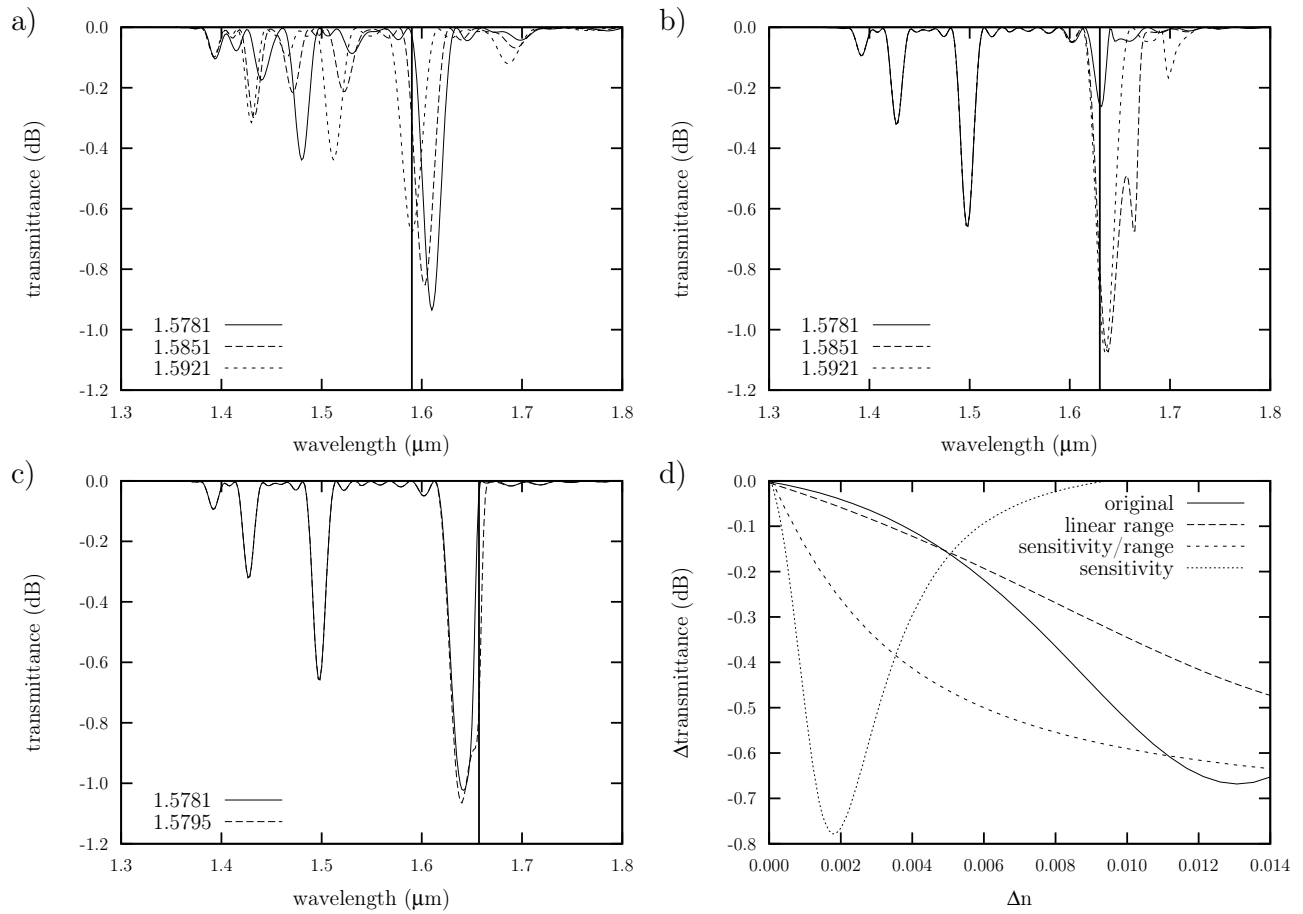 a)
0.0
-0.2
-0.4
-0.6
-0.8
-1.0
-1.2
transmittance (dB)
1.5781
1.5851
1.5921
1.3 1.4 1.5 1.6 1.7 1.8
wavelength (μm)
b)
0.0
-0.2
-0.4
-0.6
-0.8
-1.0
-1.2
transmittance (dB)
1.5781
1.5851
1.5921
1.3 1.4 1.5 1.6 1.7 1.8
wavelength (μm)
c)
0.0
-0.2
-0.4
-0.6
-0.8
-1.0
-1.2
transmittance (dB)
1.5781
1.5795
1.3 1.4 1.5 1.6 1.7 1.8
wavelength (μm)
d)
0.0
-0.1
-0.2
-0.3
-0.4
-0.5
-0.6
-0.7
-0.8
Δtransmittance (dB)
original
linear range
sensitivity/range
sensitivity
0.000 0.002 0.004 0.006 0.008 0.010 0.012 0.014
Δn